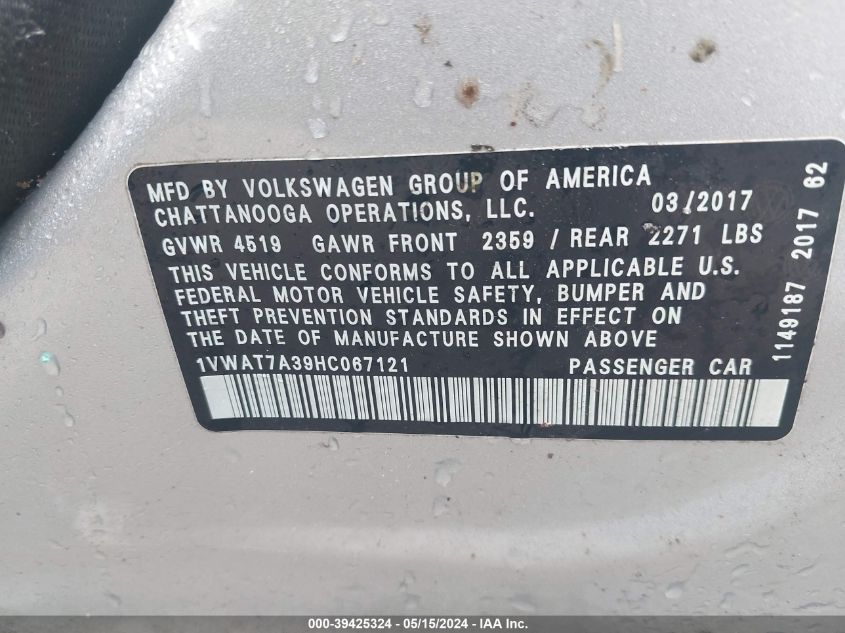 MFD BY VOLKSWAGEN GROUP OF AMERICA
CHATTANOOGA OPERATIONS, LLC. 03/2017
GVWR 4519 GAWR FRONT 2359 / REAR 2271 LBS
THIS VEHICLE CONFORMS TO ALL APPLICABLE U.S.
FEDERAL MOTOR VEHICLE SAFETY, BUMPER AND
THEFT PREVENTION STANDARDS IN EFFECT ON
THE DATE OF MANUFACTURE SHOWN ABOVE
1VWAT7A39HC067121 PASSENGER CAR
1149187 2017 62
000-39425324 - 05/15/2024 - IAA Inc.